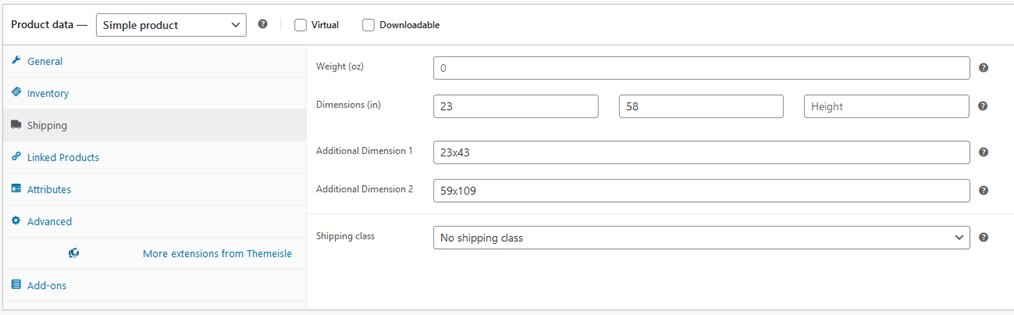 Product data — Simple product ? Virtual Downloadable
General
Inventory
Shipping
Linked Products
Attributes
Advanced
More extensions from Themeisle
Add-ons
Weight (oz) 0 ?
Dimensions (in) 23 58 Height ?
Additional Dimension 1 23x43 ?
Additional Dimension 2 59x109 ?
Shipping class No shipping class ?